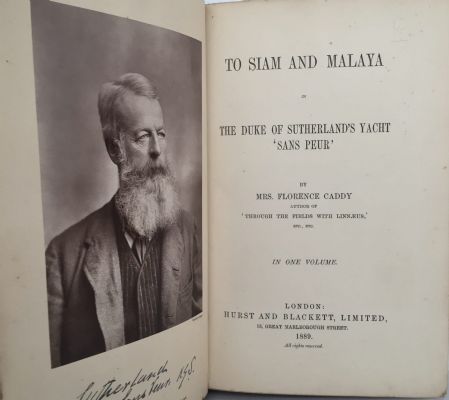 TO SIAM AND MALAYA
IN
THE DUKE OF SUTHERLAND'S YACHT
'SANS PEUR'
BY
MRS. FLORENCE CADDY
AUTHOR OF
'THROUGH THE FIELDS WITH LINNÆUS,'
ETC., ETC.
IN ONE VOLUME.
LONDON:
HURST AND BLACKETT, LIMITED,
13, GREAT MARLBOROUGH STREET.
1889.
All rights reserved.
Sutherland